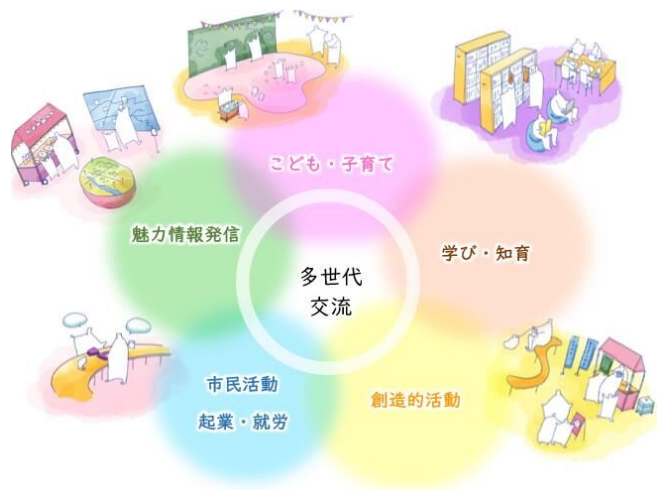 こども・子育て
魅力情報発信
学び・知育
多世代
交流
市民活動
起業・就労
創造的活動